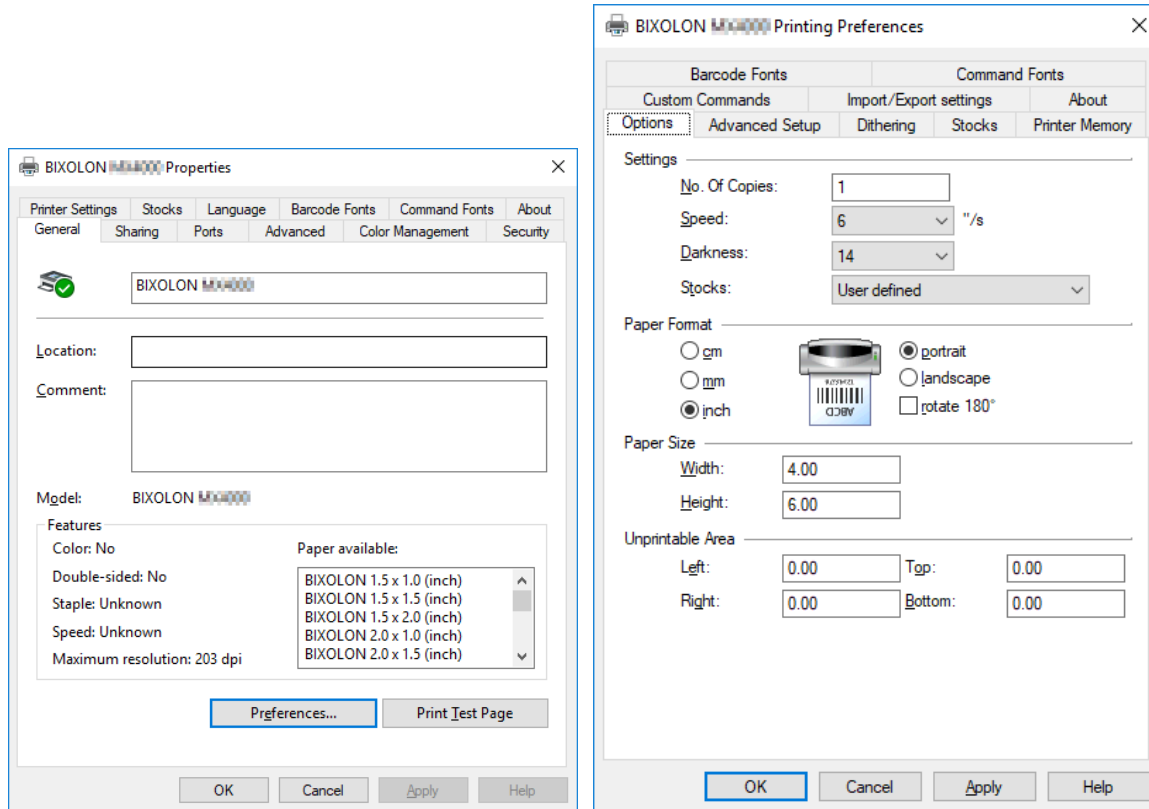 BIXOLON Properties
Printer Settings Stocks Language Barcode Fonts Command Fonts About
General Sharing Ports Advanced Color Management Security
BIXOLON
Location:
Comment:
Model: BIXOLON
Features
Color: No
Double-sided: No
Staple: Unknown
Speed: Unknown
Maximum resolution: 203 dpi
Paper available:
BIXOLON 1.5 x 1.0 (inch)
BIXOLON 1.5 x 1.5 (inch)
BIXOLON 1.5 x 2.0 (inch)
BIXOLON 2.0 x 1.0 (inch)
BIXOLON 2.0 x 1.5 (inch)
Preferences... Print Test Page
OK Cancel Apply Help
BIXOLON Printing Preferences
Barcode Fonts Command Fonts
Custom Commands Import/Export settings About
Options Advanced Setup Dithering Stocks Printer Memory
Settings
No. Of Copies: 1
Speed: 6 "/s
Darkness: 14
Stocks: User defined
Paper Format
cm
mm
inch
ABCD
portrait
landscape
rotate 180°
Paper Size
Width: 4.00
Height: 6.00
Unprintable Area
Left: 0.00 Top: 0.00
Right: 0.00 Bottom: 0.00
OK Cancel Apply Help